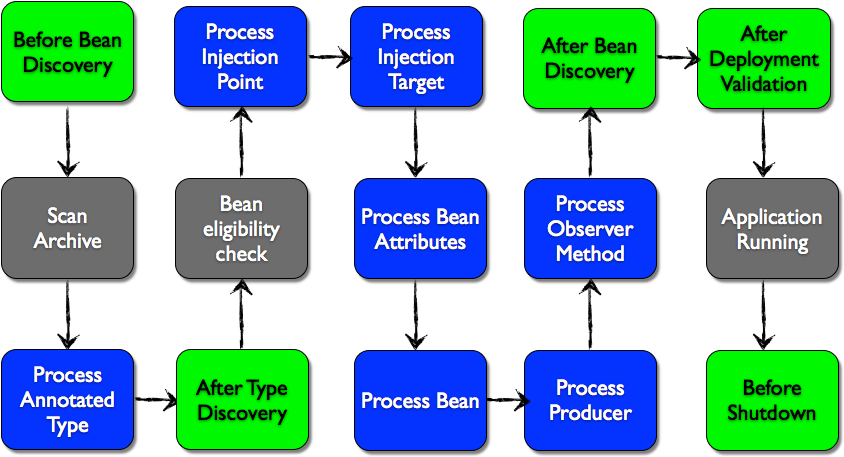 Before Bean
Discovery
Scan
Archive
Process
Annotated
Type
After Type
Discovery
Bean
eligibility
check
Process
Injection
Point
Process
Injection
Target
Process Bean
Attributes
Process Bean
Process
Producer
Process
Observer
Method
After Bean
Discovery
After
Deployment
Validation
Application
Running
Before
Shutdown